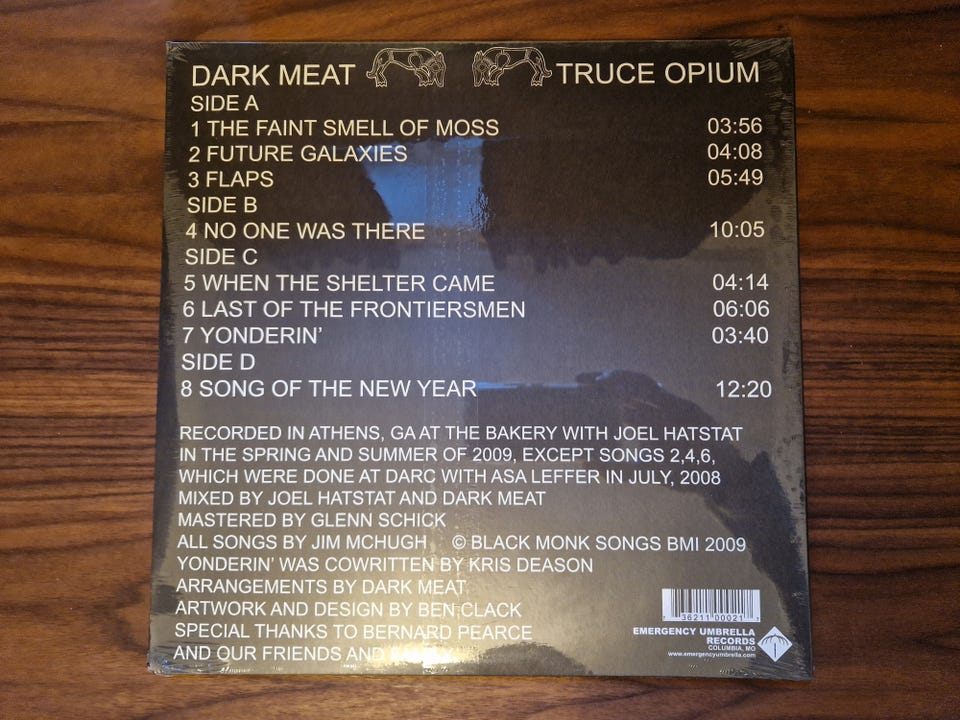 DARK MEAT TRUCE OPIUM
SIDE A
1 THE FAINT SMELL OF MOSS 03:56
2 FUTURE GALAXIES 04:08
3 FLAPS 05:49
SIDE B
4 NO ONE WAS THERE 10:05
SIDE C
5 WHEN THE SHELTER CAME 04:14
6 LAST OF THE FRONTIERSMEN 06:06
7 YONDERIN' 03:40
SIDE D
8 SONG OF THE NEW YEAR 12:20
RECORDED IN ATHENS, GA AT THE BAKERY WITH JOEL HATSTAT
IN THE SPRING AND SUMMER OF 2009, EXCEPT SONGS 2,4,6,
WHICH WERE DONE AT DARC WITH ASA LEFFER IN JULY, 2008
MIXED BY JOEL HATSTAT AND DARK MEAT
MASTERED BY GLENN SCHICK
ALL SONGS BY JIM MCHUGH © BLACK MONK SONGS BMI 2009
YONDERIN' WAS COWRITTEN BY KRIS DEASON
ARRANGEMENTS BY DARK MEAT
ARTWORK AND DESIGN BY BEN CLACK
SPECIAL THANKS TO BERNARD PEARCE
AND OUR FRIENDS AND FAMILY
36211 00021
EMERGENCY UMBRELLA
RECORDS
COLUMBIA, MO
www.emergencyumbrella.com